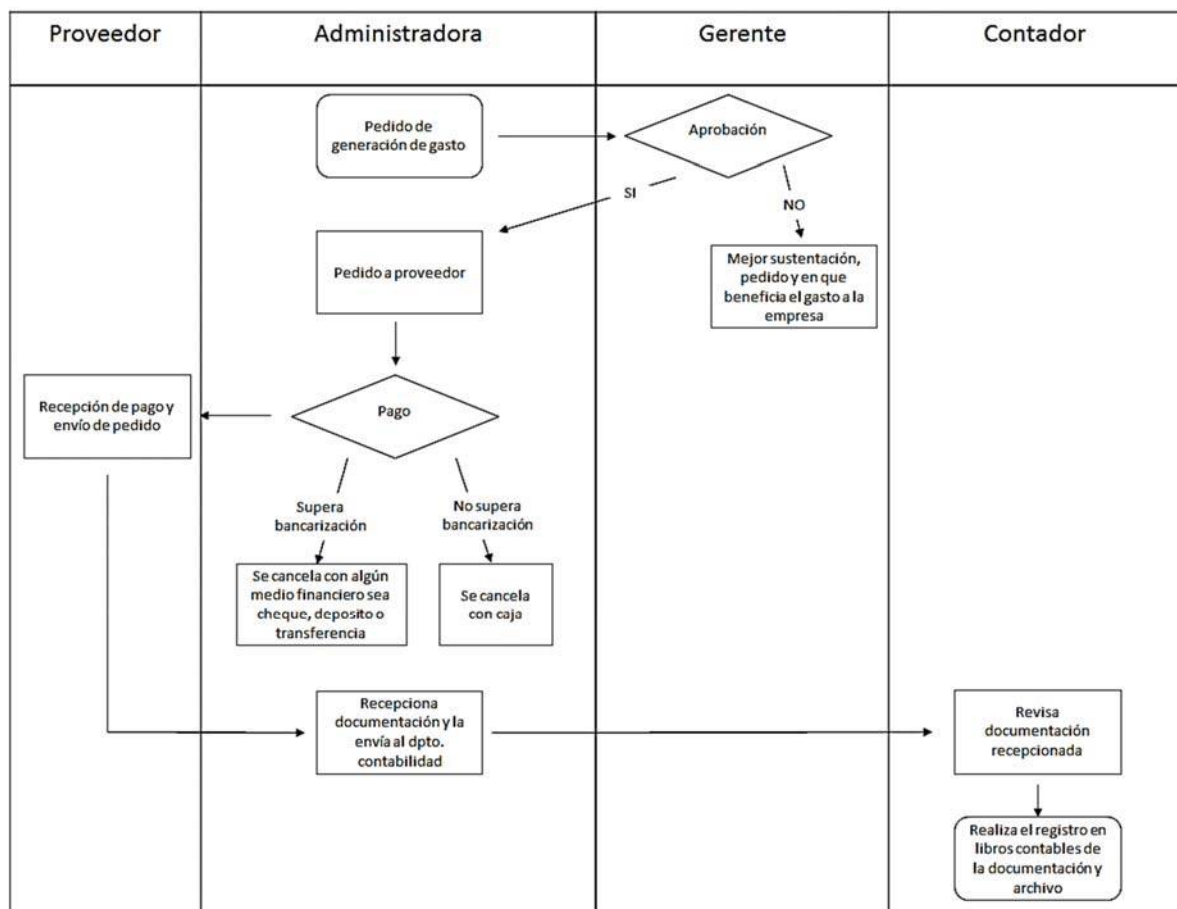 Proveedor
Administradora
Gerente
Contador
Pedido de
generación de gasto
Aprobación
SI
NO
Pedido a proveedor
Mejor sustentación,
pedido y en que
beneficia el gasto a la
empresa
Recepción de pago y
envío de pedido
Pago
Supera
bancarización
No supera
bancarización
Se cancela con algún
medio financiero sea
cheque, deposito o
transferencia
Se cancela
con caja
Recepciona
documentación y la
envía al dpto.
contabilidad
Revisa
documentación
recepcionada
Realiza el registro en
libros contables de
la documentación y
archivo